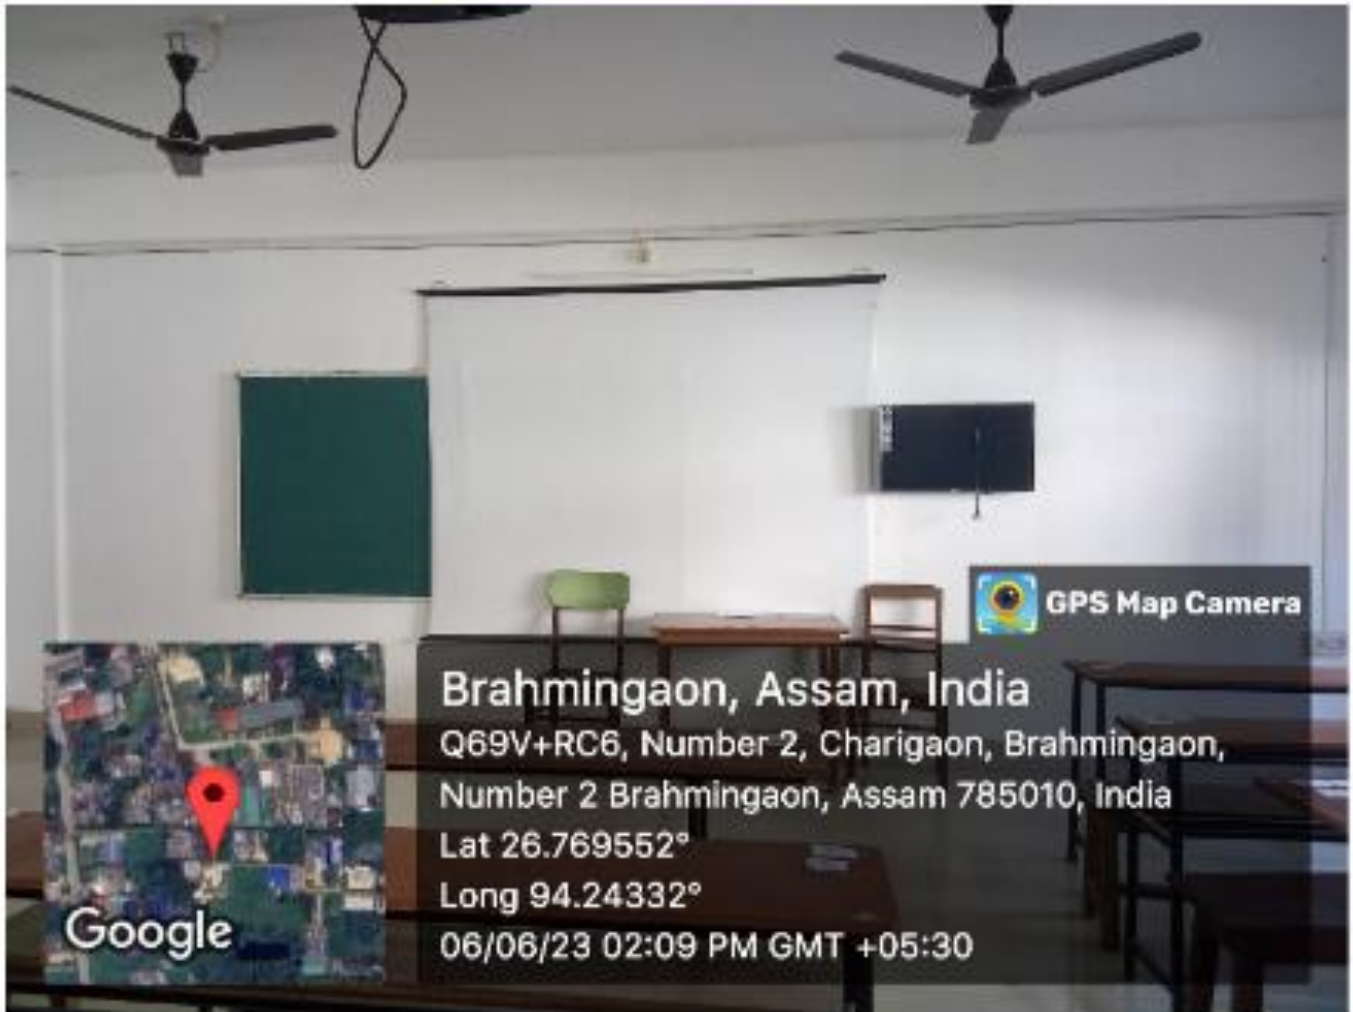 GPS Map Camera
Brahmingaon, Assam, India
Q69V+RC6, Number 2, Charigaon, Brahmingaon,
Number 2 Brahmingaon, Assam 785010, India
Lat 26.769552°
Long 94.24332°
06/06/23 02:09 PM GMT +05:30
Google